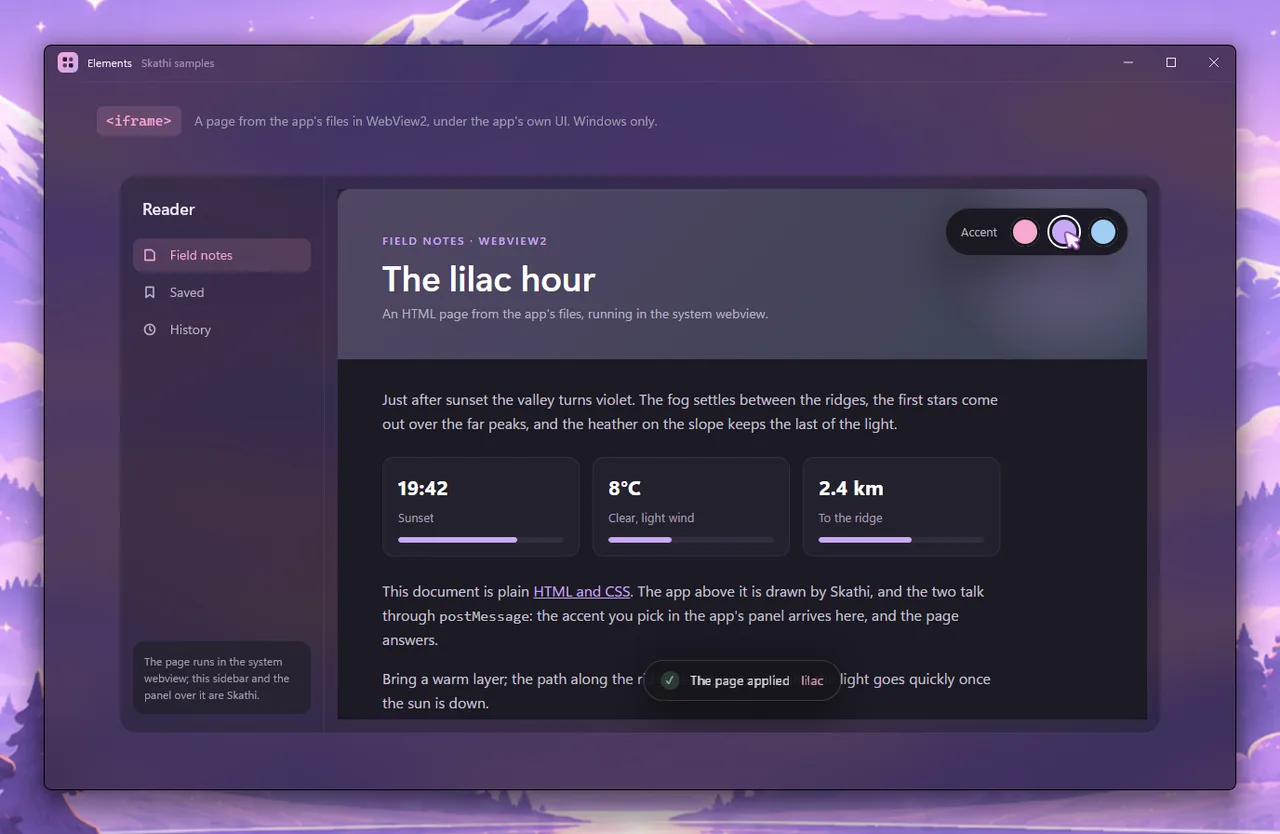 Elements Skathi samples
<iframe> A page from the app's files in WebView2, under the app's own UI. Windows only.
Reader
Field notes
Saved
History
The page runs in the system
webview; this sidebar and the
panel over it are Skathi.
FIELD NOTES · WEBVIEW2
The lilac hour
An HTML page from the app's files, running in the system webview.
Accent
Just after sunset the valley turns violet. The fog settles between the ridges, the first stars come
out over the far peaks, and the heather on the slope keeps the last of the light.
19:42
Sunset
8°C
Clear, light wind
2.4 km
To the ridge
This document is plain HTML and CSS. The app above it is drawn by Skathi, and the two talk
through postMessage: the accent you pick in the app's panel arrives here, and the page
answers.
Bring a warm layer; the path along the light goes quickly once
the sun is down.
The page applied lilac